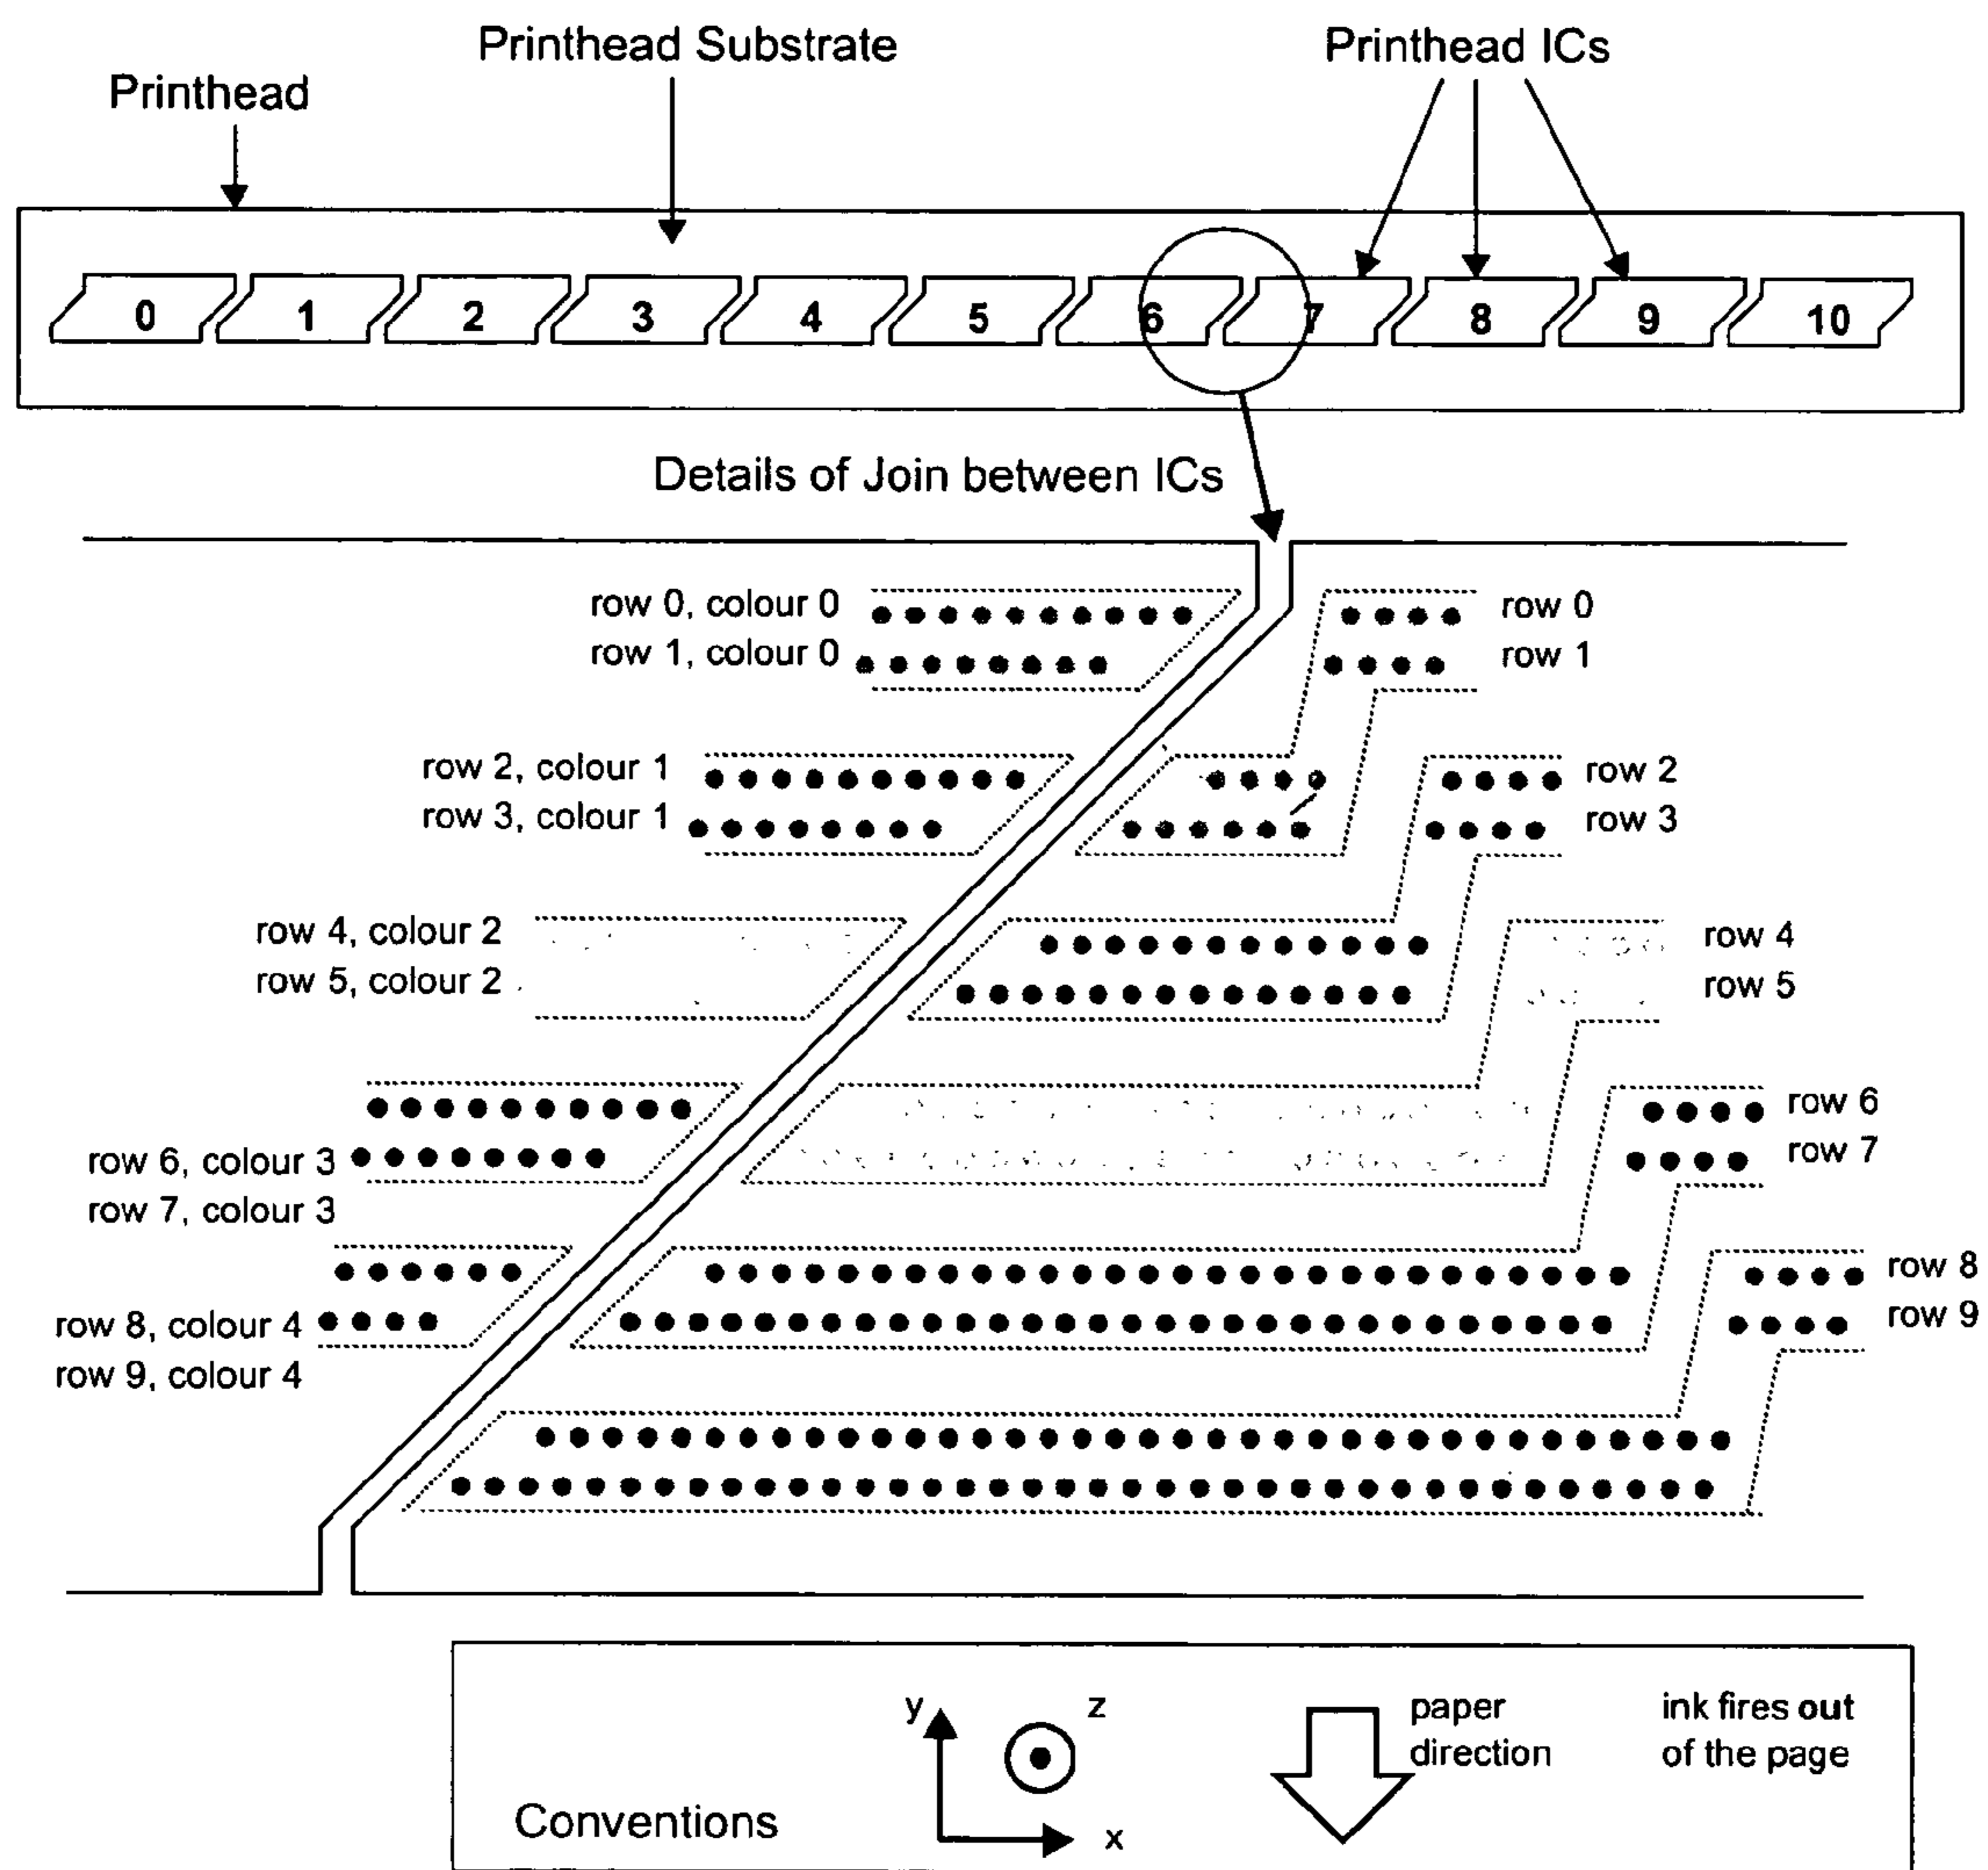 Printhead Substrate
Printhead ICs
Printhead
0 1 2 3 4 5 6 7 8 9 10
Details of Join between ICs
row 0, colour 0
row 0
row 1, colour 0
row 1
row 2, colour 1
row 2
row 3, colour 1
row 3
row 4, colour 2
row 4
row 5, colour 2
row 5
row 6
row 7
row 6, colour 3
row 7, colour 3
row 8
row 9
row 8, colour 4
row 9, colour 4
y
z
x
Conventions
paper
direction
ink fires out
of the page